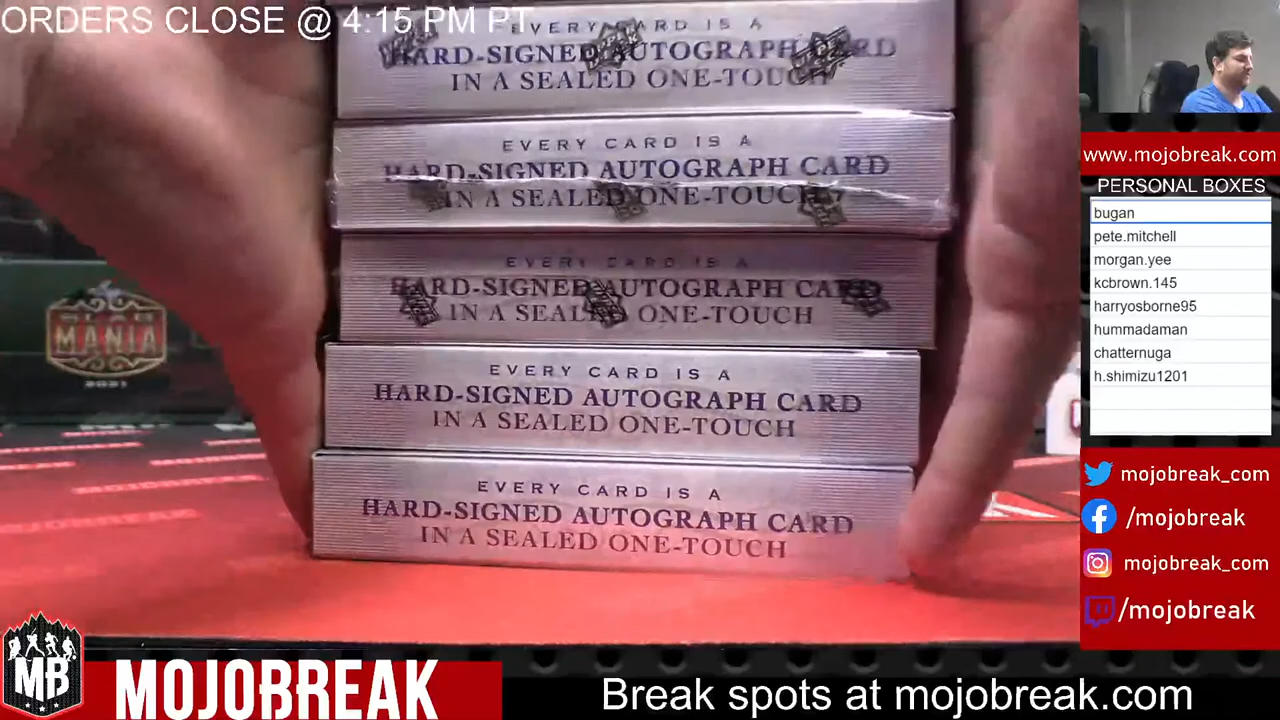 ORDERS CLOSE @ 4:15 PM PT
EVERY CARD IS A
HARD-SIGNED AUTOGRAPH CARD
IN A SEALED ONE-TOUCH
EVERY CARD IS A
HARD-SIGNED AUTOGRAPH CARD
IN A SEALED ONE-TOUCH
EVERY CARD IS A
HARD-SIGNED AUTOGRAPH CARD
IN A SEALED ONE-TOUCH
EVERY CARD IS A
HARD-SIGNED AUTOGRAPH CARD
IN A SEALED ONE-TOUCH
EVERY CARD IS A
HARD-SIGNED AUTOGRAPH CARD
IN A SEALED ONE-TOUCH
MANIA
2021
www.mojobreak.com
PERSONAL BOXES
bugan
pete.mitchell
morgan.yee
kcbrown.145
harryosborne95
hummadaman
chatternuga
h.shimizu1201
mojobreak_com
/mojobreak
mojobreak_com
/mojobreak
MB
MOJOBREAK
Break spots at mojobreak.com